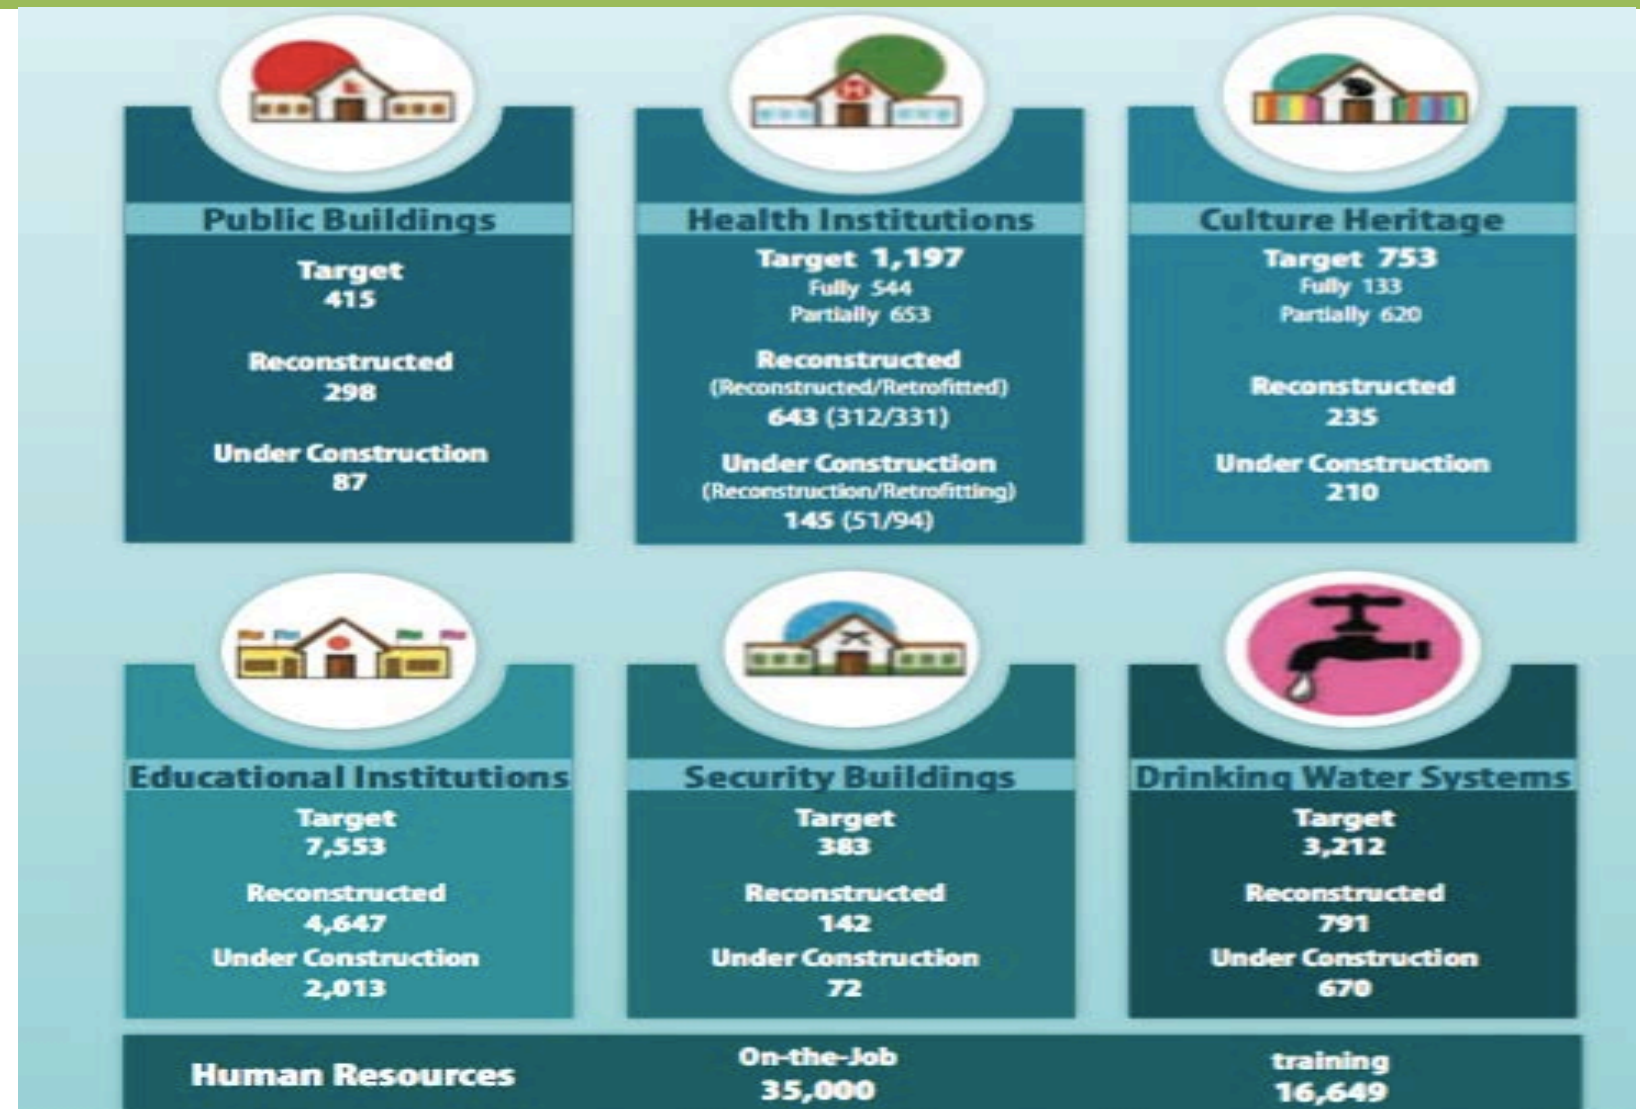 Public Buildings
Target
415
Reconstructed
298
Under Construction
87
Health Institutions
Target 1,197
Fully 544
Partially 653
Reconstructed
(Reconstructed/Retrofitted)
643 (312/331)
Under Construction
(Reconstruction/Retrofitting)
145 (51/94)
Culture Heritage
Target 753
Fully 133
Partially 620
Reconstructed
235
Under Construction
210
Educational Institutions
Target
7,553
Reconstructed
4,647
Under Construction
2,013
Security Buildings
Target
383
Reconstructed
142
Under Construction
72
Drinking Water Systems
Target
3,212
Reconstructed
791
Under Construction
670
Human Resources
On-the-Job
35,000
training
16,649